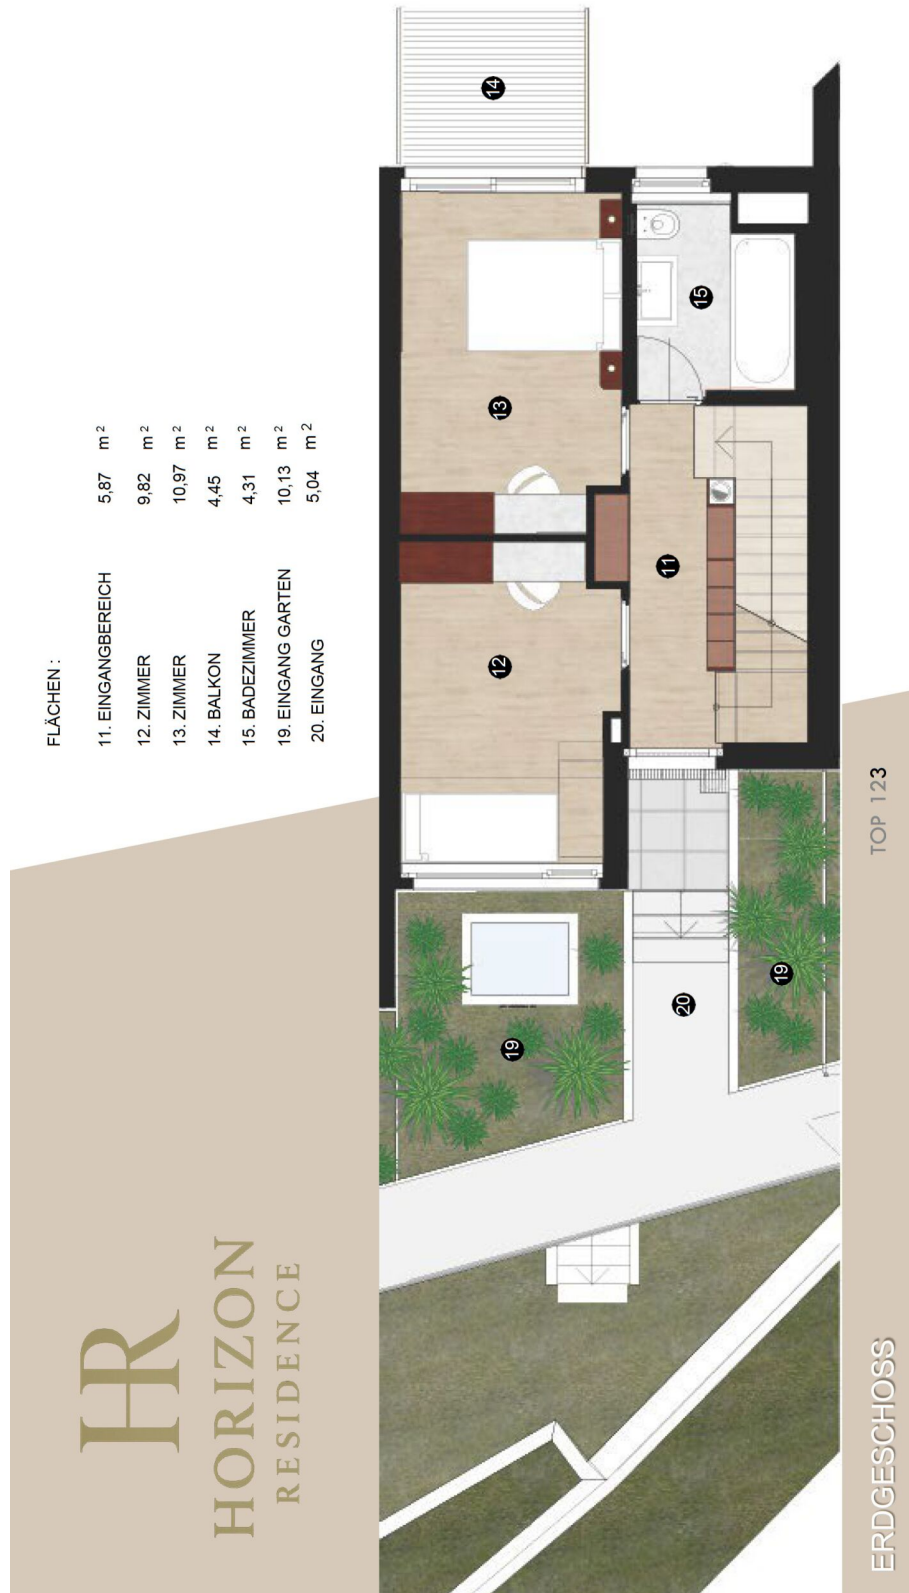 HR
HORIZON
RESIDENCE
FLÄCHEN :
11. EINGANGBEREICH 5,87 m²
12. ZIMMER 9,82 m²
13. ZIMMER 10,97 m²
14. BALKON 4,45 m²
15. BADEZIMMER 4,31 m²
19. EINGANG GARTEN 10,13 m²
20. EINGANG 5,04 m²
19
12
13
14
20
11
15
19
ERDGESCHOSS
TOP 123